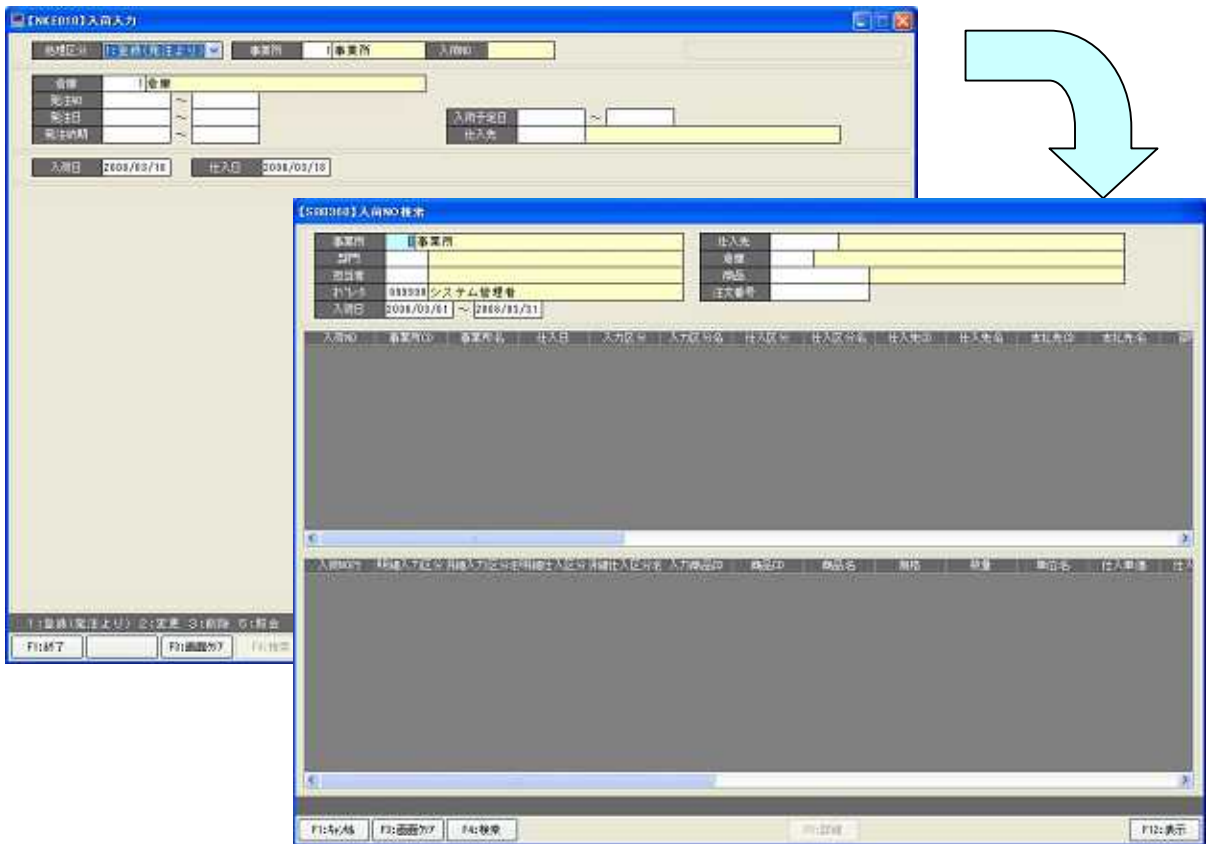 【NKE010】入荷入力
処理区分 1:登録(発注より) 事業所 1 事業所 入荷NO
倉庫 1 倉庫
発注NO ～
発注日 ～ 入荷予定日 ～
発注納期 ～ 仕入先
入荷日 2008/03/18 仕入日 2008/03/18
1:登録(発注より) 2:変更 3:削除 5:照会
F1:終了 F3:画面ｸﾘｱ F4:検索
入荷NO検索
事業所 事業所 仕入先
部門 倉庫
担当者 商品
ｵﾍﾟﾚｰﾀ システム管理者 注文番号
入荷日 2008/03/01 ～ 2008/03/31
入荷NO 事業所CD 事業所名 仕入日 入力区分 入力区分名 仕入区分 仕入区分名 仕入先CD 仕入先名 支払先CD 支払先名
入荷NO行 明細入力区分 明細入力区分名 明細仕入区分 明細仕入区分名 入力商品CD 商品CD 商品名 規格 数量 単位名 仕入単価 仕入
F1:ｷｬﾝｾﾙ F3:画面ｸﾘｱ F4:検索 F12:表示